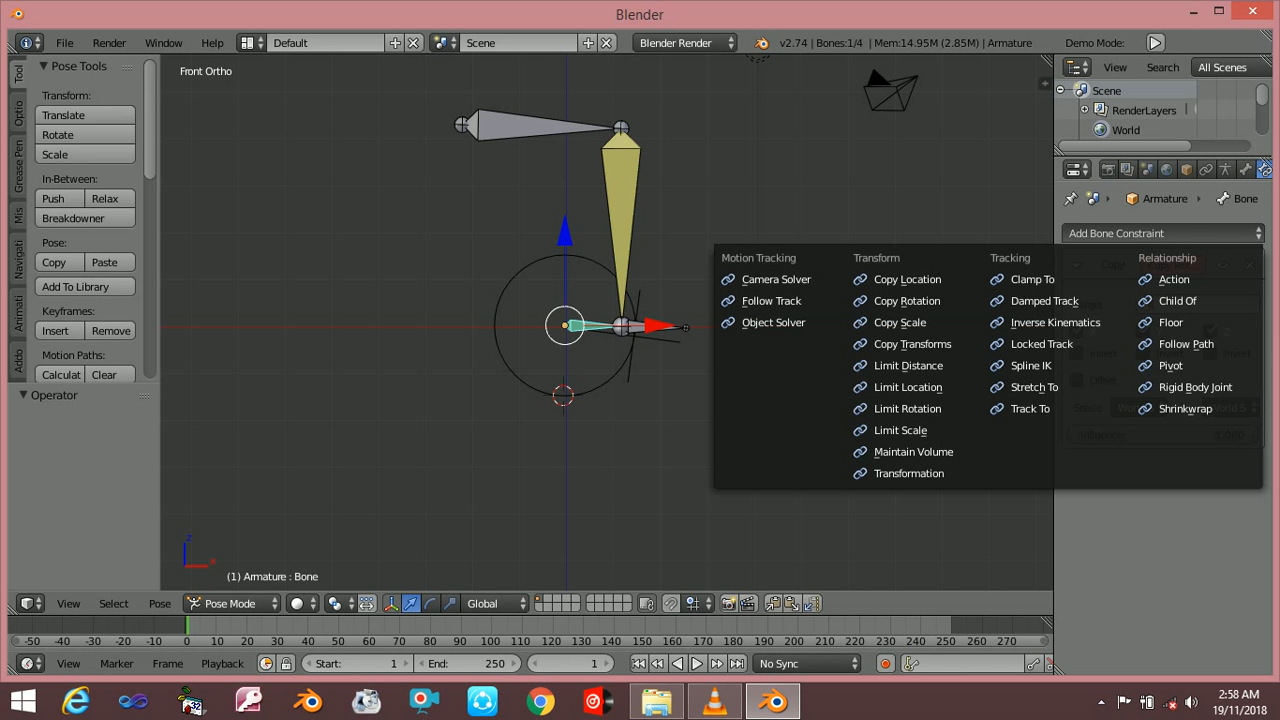 Blender
File Render Window Help Default Scene Blender Render v2.74 | Bones:1/4 | Mem:14.95M (2.85M) | Armature Demo Mode:
Pose Tools
Transform:
Translate
Rotate
Scale
In-Between:
Push Relax
Breakdowner
Pose:
Copy Paste
Add To Library
Keyframes:
Insert Remove
Motion Paths:
Calculat Clear
Operator
Tool
Optio
Grease Pen
Mis
Navigati
Animati
Addo
Front Ortho
View Search All Scenes
Scene
RenderLayers
World
Armature Bone
Add Bone Constraint
Motion Tracking
Camera Solver
Follow Track
Object Solver
Transform
Copy Location
Copy Rotation
Copy Scale
Copy Transforms
Limit Distance
Limit Location
Limit Rotation
Limit Scale
Maintain Volume
Transformation
Tracking
Clamp To
Damped Track
Inverse Kinematics
Locked Track
Spline IK
Stretch To
Track To
Relationship
Action
Child Of
Floor
Follow Path
Pivot
Rigid Body Joint
Shrinkwrap
z
x
(1) Armature : Bone
View Select Pose Pose Mode Global
-50 -40 -30 -20 -10 0 10 20 30 40 50 60 70 80 90 100 110 120 130 140 150 160 170 180 190 200 210 220 230 240 250 260 270
View Marker Frame Playback Start: 1 End: 250 1 No Sync
32
2:58 AM
19/11/2018